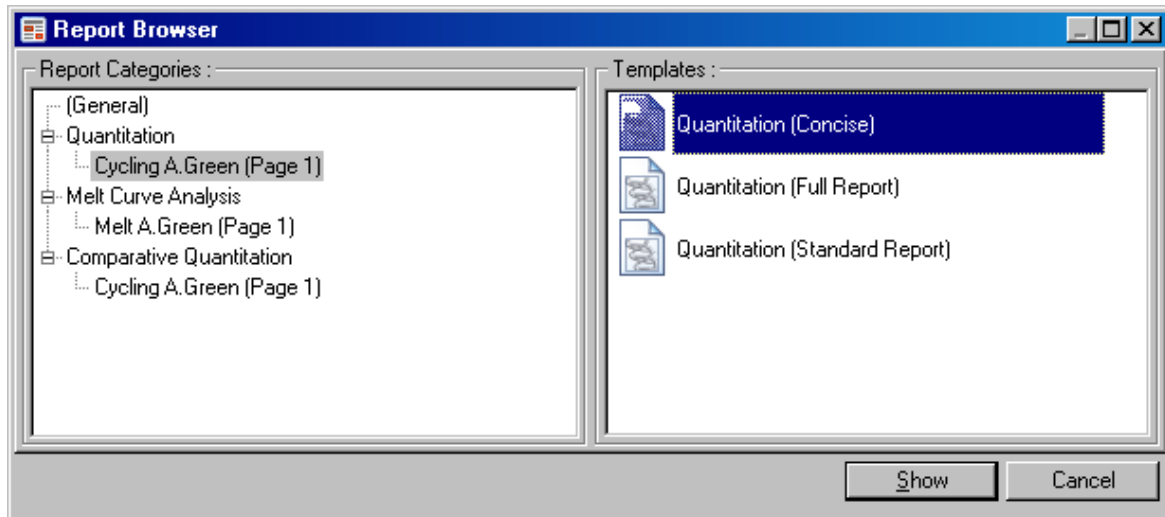 Report Browser
Report Categories :
(General)
Quantitation
Cycling A.Green (Page 1)
Melt Curve Analysis
Melt A.Green (Page 1)
Comparative Quantitation
Cycling A.Green (Page 1)
Templates :
Quantitation (Concise)
Quantitation (Full Report)
Quantitation (Standard Report)
Show
Cancel